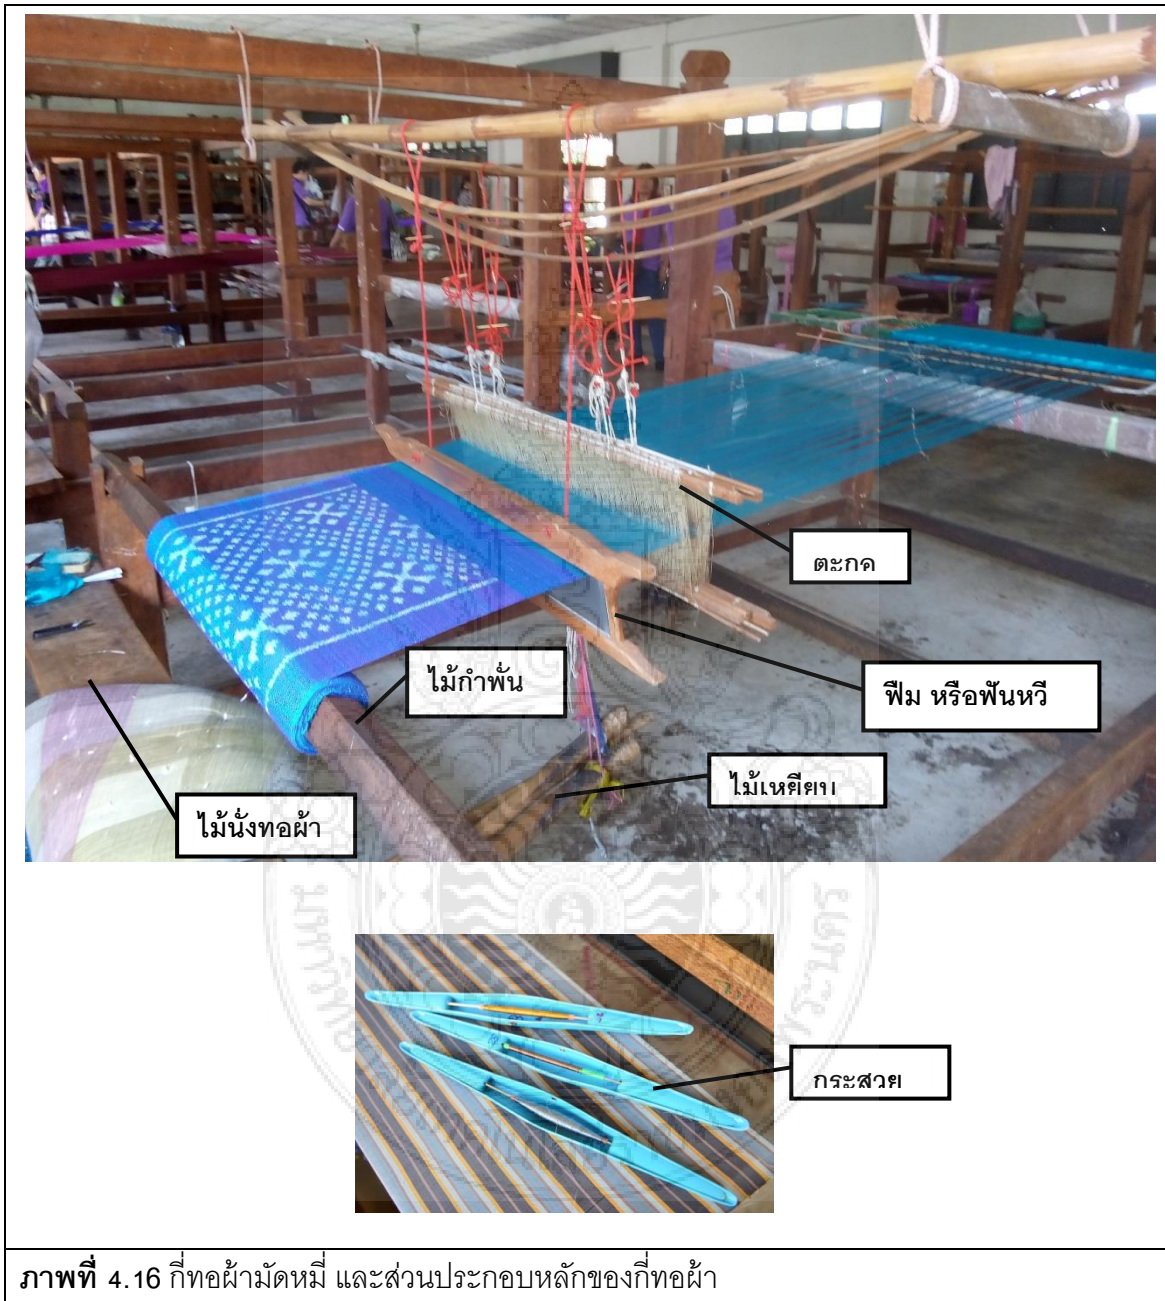 ตะกค
ไม้กำพั่น
ฟืม หรือฟันหวี
ไม้เหยียบ
ไม้นั่งทอผ้า
กระสวย
ภาพที่ 4.16 กี่ทอผ้ามัดหมี่ และส่วนประกอบหลักของกี่ทอผ้า